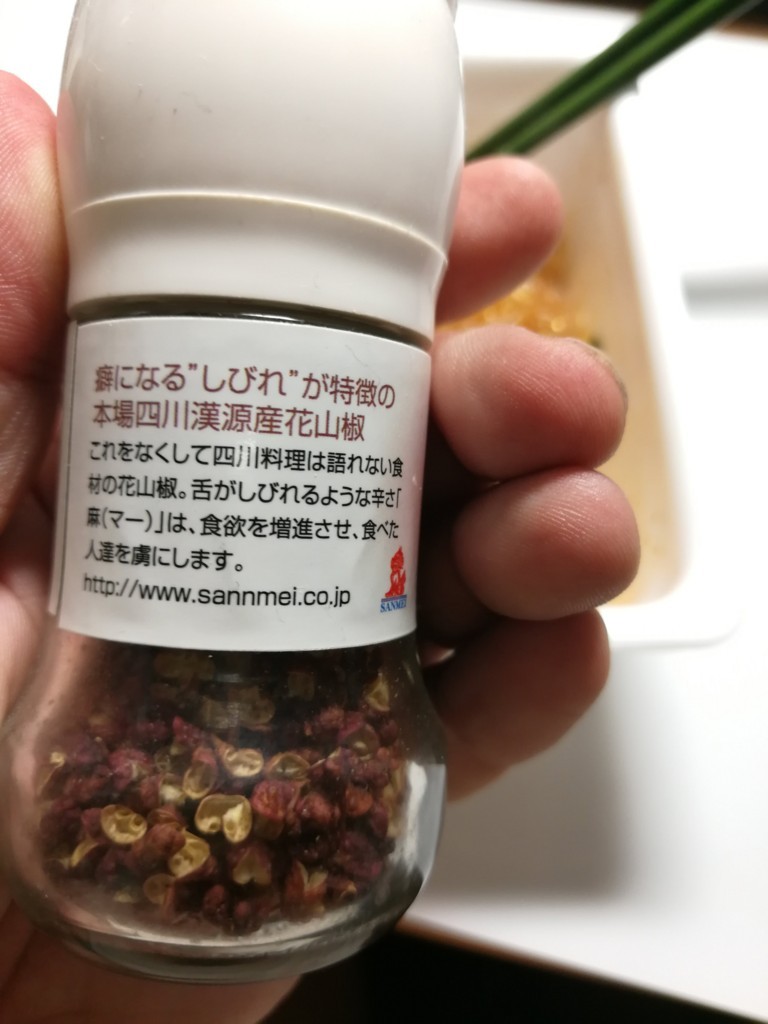 癖になる"しびれ"が特徴の
本場四川漢源産花山椒
これをなくして四川料理は語れない食
材の花山椒。舌がしびれるような辛さ「
麻(マー)」は、食欲を増進させ、食べた
人達を虜にします。
http://www.sannmei.co.jp
SANMEI